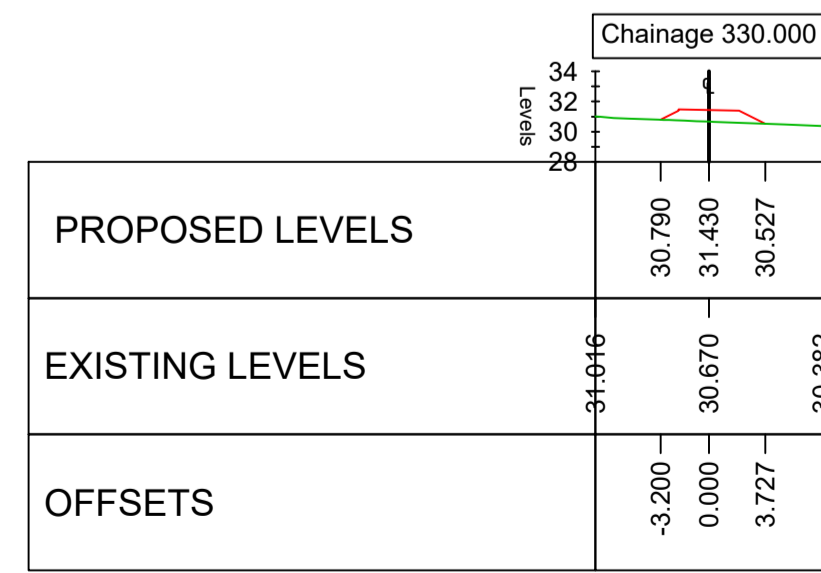 Chainage 330.000
34
32
30
28
Levels
PROPOSED LEVELS
30.790
31.430
30.527
EXISTING LEVELS
31.016
30.670
OFFSETS
-3.200
0.000
3.727